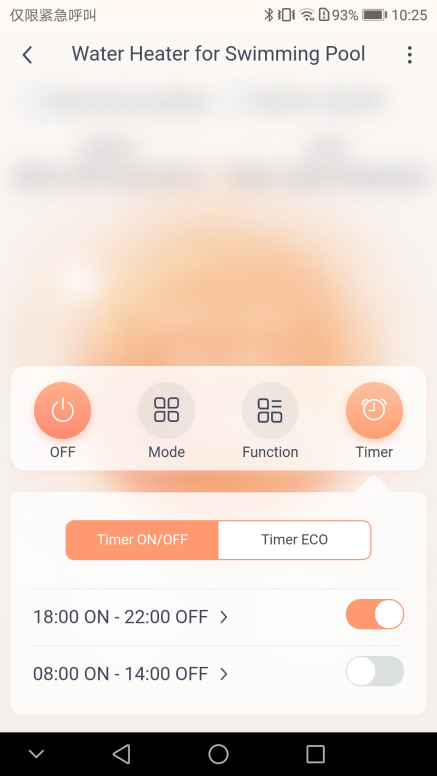 仅限紧急呼叫 93% 10:25
Water Heater for Swimming Pool
OFF Mode Function Timer
Timer ON/OFF Timer ECO
18:00 ON - 22:00 OFF
08:00 ON - 14:00 OFF